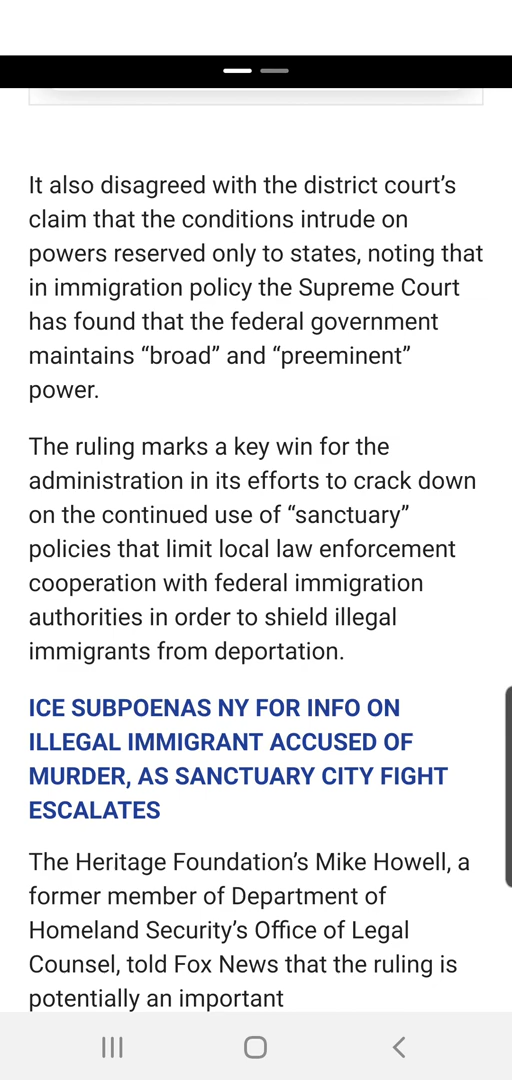 It also disagreed with the district court’s
claim that the conditions intrude on
powers reserved only to states, noting that
in immigration policy the Supreme Court
has found that the federal government
maintains “broad” and “preeminent”
power.
The ruling marks a key win for the
administration in its efforts to crack down
on the continued use of “sanctuary”
policies that limit local law enforcement
cooperation with federal immigration
authorities in order to shield illegal
immigrants from deportation.
ICE SUBPOENAS NY FOR INFO ON
ILLEGAL IMMIGRANT ACCUSED OF
MURDER, AS SANCTUARY CITY FIGHT
ESCALATES
The Heritage Foundation’s Mike Howell, a
former member of Department of
Homeland Security’s Office of Legal
Counsel, told Fox News that the ruling is
potentially an important